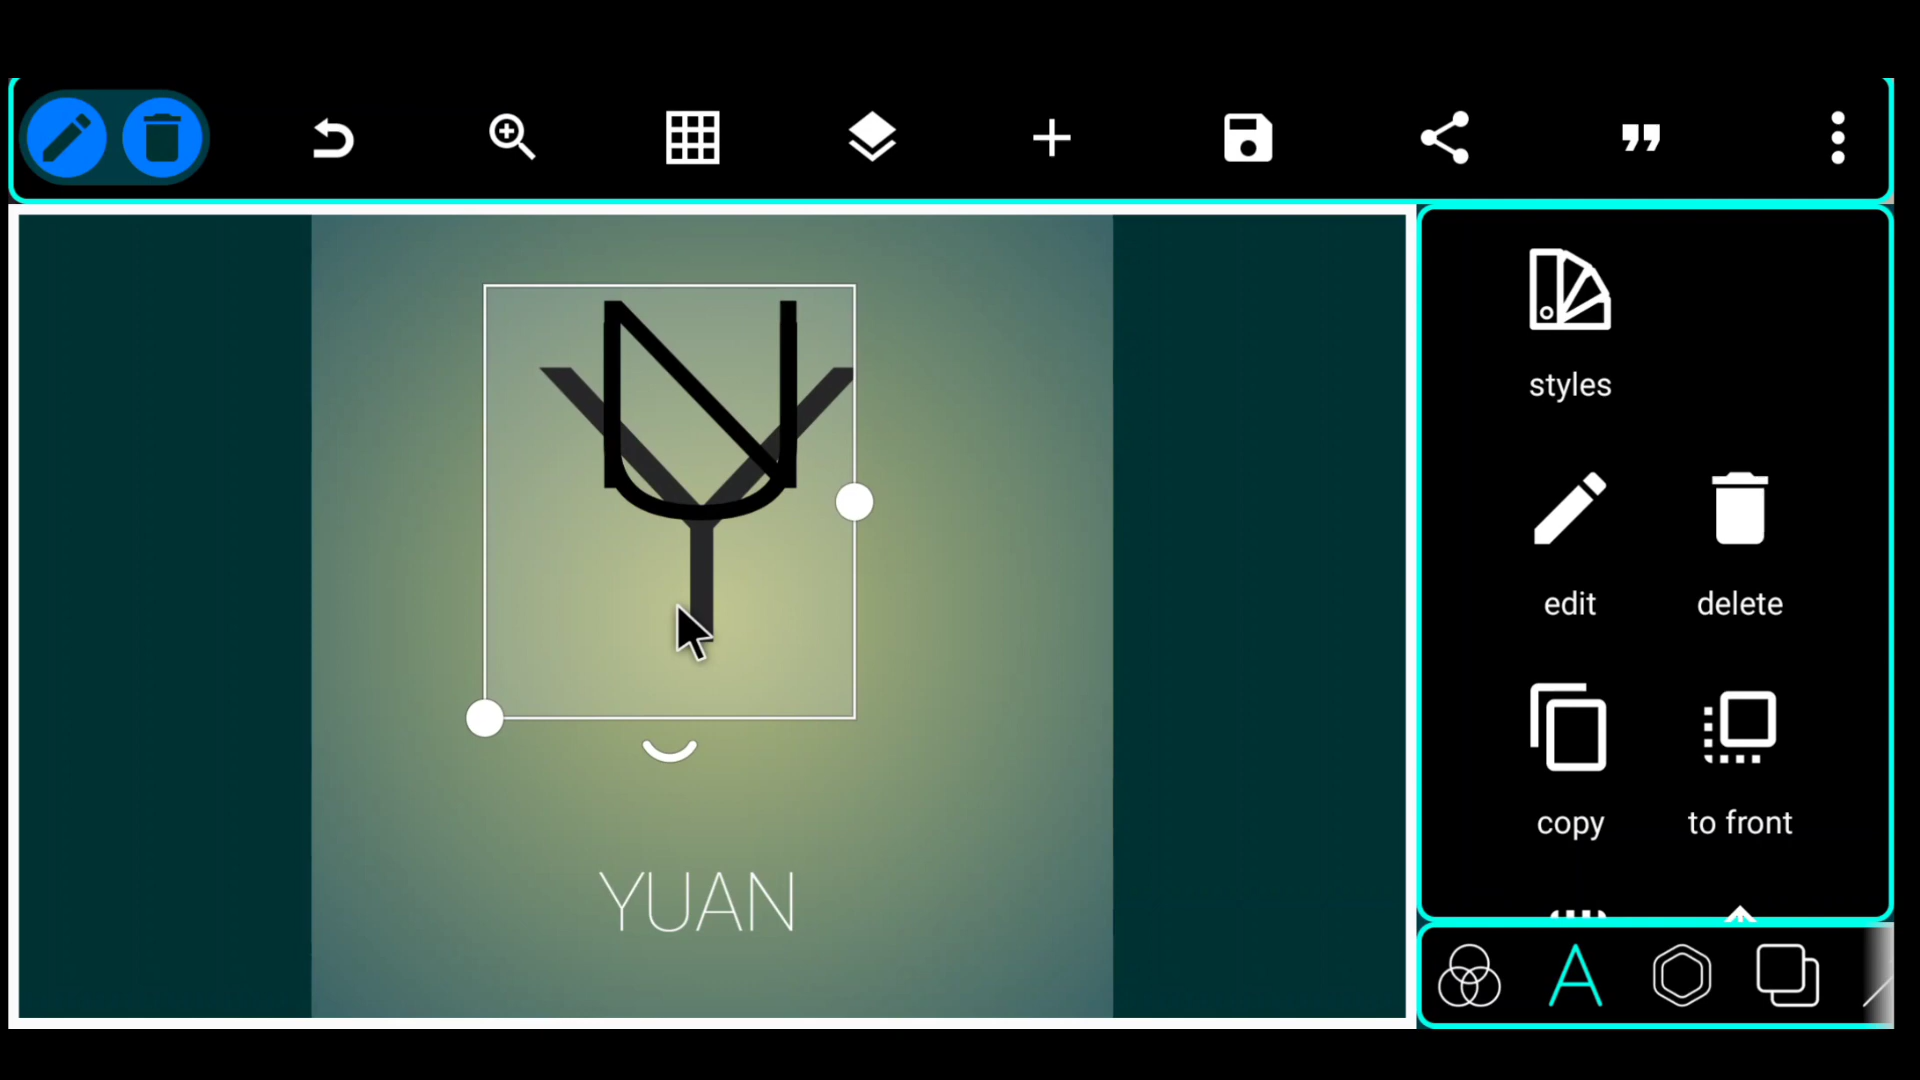 styles
N
U
Y
edit
delete
copy
to front
YUAN
A